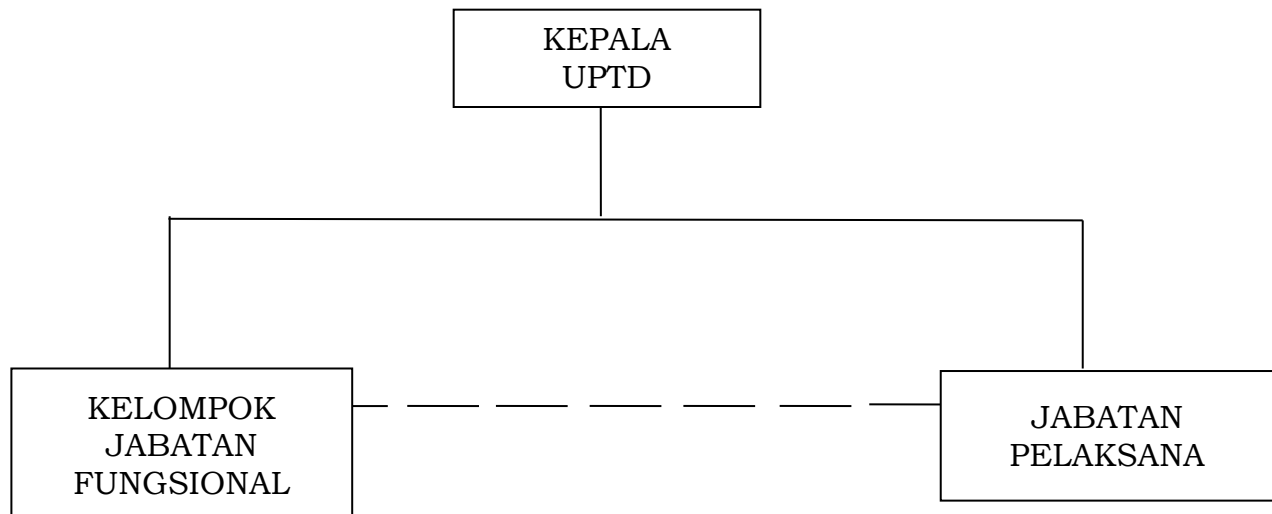 KEPALA
UPTD
KELOMPOK
JABATAN
FUNGSIONAL
JABATAN
PELAKSANA